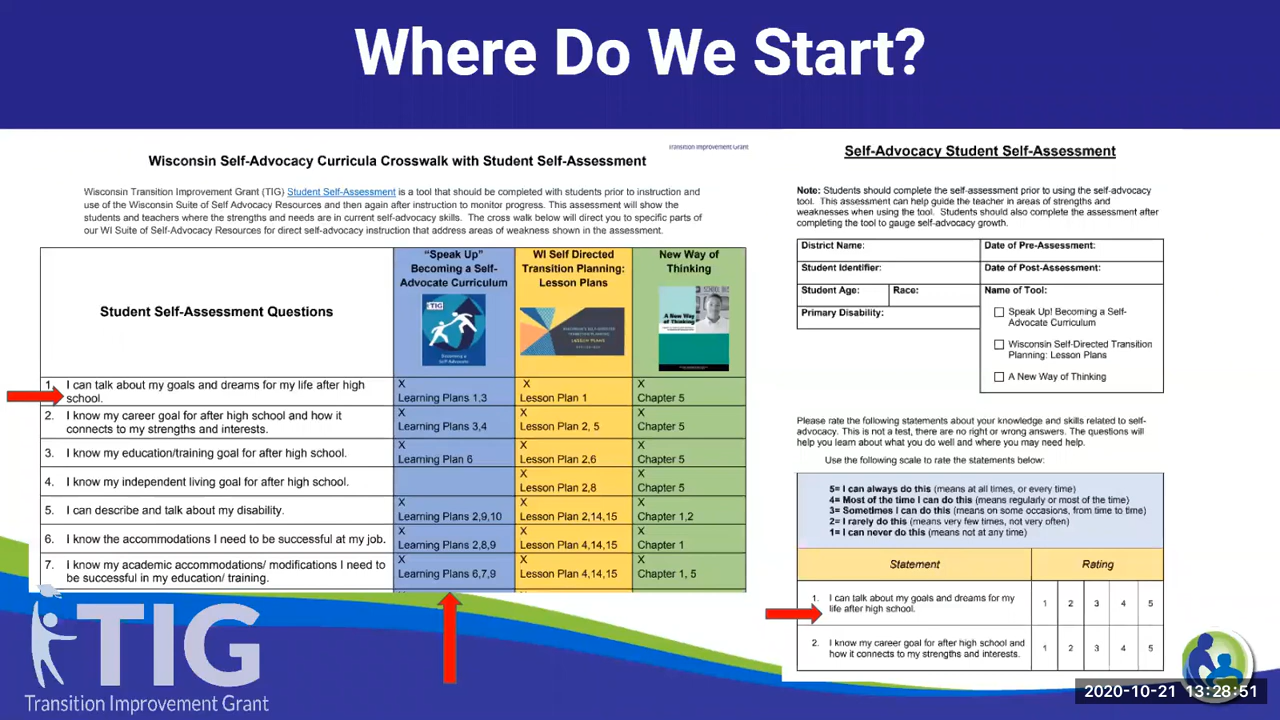 Where Do We Start?
Transition Improvement Grant
Wisconsin Self-Advocacy Curricula Crosswalk with Student Self-Assessment
Wisconsin Transition Improvement Grant (TIG) Student Self-Assessment is a tool that should be completed with students prior to instruction and
use of the Wisconsin Suite of Self Advocacy Resources and then again after instruction to monitor progress. This assessment will show the
students and teachers where the strengths and needs are in current self-advocacy skills. The cross walk below will direct you to specific parts of
our WI Suite of Self-Advocacy Resources for direct self-advocacy instruction that address areas of weakness shown in the assessment.
Student Self-Assessment Questions
“Speak Up”
Becoming a Self-
Advocate Curriculum
TIG
Becoming a
Self-Advocate
WI Self Directed
Transition Planning:
Lesson Plans
LESSON PLANS
New Way of
Thinking
A New Way
of Thinking
1. I can talk about my goals and dreams for my life after high
school.
X
Learning Plans 1,3
X
Lesson Plan 1
X
Chapter 5
2. I know my career goal for after high school and how it
connects to my strengths and interests.
X
Learning Plans 3,4
X
Lesson Plan 2, 5
X
Chapter 5
3. I know my education/training goal for after high school.
X
Learning Plan 6
X
Lesson Plan 2,6
X
Chapter 5
4. I know my independent living goal for after high school.
X
Lesson Plan 2,8
X
Chapter 5
5. I can describe and talk about my disability.
X
Learning Plans 2,9,10
X
Lesson Plan 2,14,15
X
Chapter 1,2
6. I know the accommodations I need to be successful at my job.
X
Learning Plans 2,8,9
X
Lesson Plan 4,14,15
X
Chapter 1
7. I know my academic accommodations/ modifications I need to
be successful in my education/ training.
X
Learning Plans 6,7,9
X
Lesson Plan 4,14,15
X
Chapter 1, 5
Self-Advocacy Student Self-Assessment
Note: Students should complete the self-assessment prior to using the self-advocacy
tool. This assessment can help guide the teacher in areas of strengths and
weaknesses when using the tool. Students should also complete the assessment after
completing the tool to gauge self-advocacy growth.
District Name:
Date of Pre-Assessment:
Student Identifier:
Date of Post-Assessment:
Student Age:
Race:
Name of Tool:
Primary Disability:
Speak Up! Becoming a Self-
Advocate Curriculum
Wisconsin Self-Directed Transition
Planning: Lesson Plans
A New Way of Thinking
Please rate the following statements about your knowledge and skills related to self-
advocacy. This is not a test, there are no right or wrong answers. The questions will
help you learn about what you do well and where you may need help.
Use the following scale to rate the statements below:
5= I can always do this (means at all times, or every time)
4= Most of the time I can do this (means regularly or most of the time)
3= Sometimes I can do this (means on some occasions, from time to time)
2= I rarely do this (means very few times, not very often)
1= I can never do this (means not at any time)
Statement Rating
1. I can talk about my goals and dreams for my
life after high school.
1 2 3 4 5
2. I know my career goal for after high school and
how it connects to my strengths and interests.
1 2 3 4 5
TIG
Transition Improvement Grant
2020-10-21 13:28:51